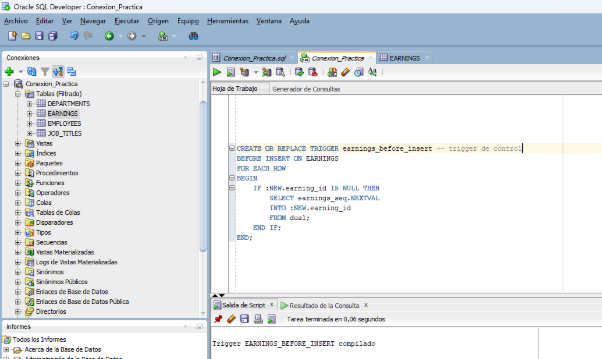 Oracle SQL Developer : Conexion_Practica
Archivo Editar Ver Navegar Ejecutar Origen Equipo Herramientas Ventana Ayuda
Conexiones
Conexion_Practica
Tablas (Filtrado)
DEPARTMENTS
EARNINGS
EMPLOYEES
JOB_TITLES
Vistas
Índices
Paquetes
Procedimientos
Funciones
Operadores
Colas
Tablas de Colas
Disparadores
Tipos
Secuencias
Vistas Materializadas
Logs de Vistas Materializadas
Sinónimos
Sinónimos Públicos
Enlaces de Base de Datos
Enlaces de Base de Datos Pública
Directorios
Informes
Todos los Informes
Acerca de la Base de Datos
Administración de la Base de Datos
Conexion_Practica.sql
Conexion_Practica
EARNINGS
Hoja de Trabajo Generador de Consultas
CREATE OR REPLACE TRIGGER earnings_before_insert -- trigger de control
BEFORE INSERT ON EARNINGS
FOR EACH ROW
BEGIN
IF :NEW.earning_id IS NULL THEN
SELECT earnings_seq.NEXTVAL
INTO :NEW.earning_id
FROM dual;
END IF;
END;
Salida de Script x Resultado de la Consulta x
Tarea terminada en 0,06 segundos
Trigger EARNINGS_BEFORE_INSERT compilado